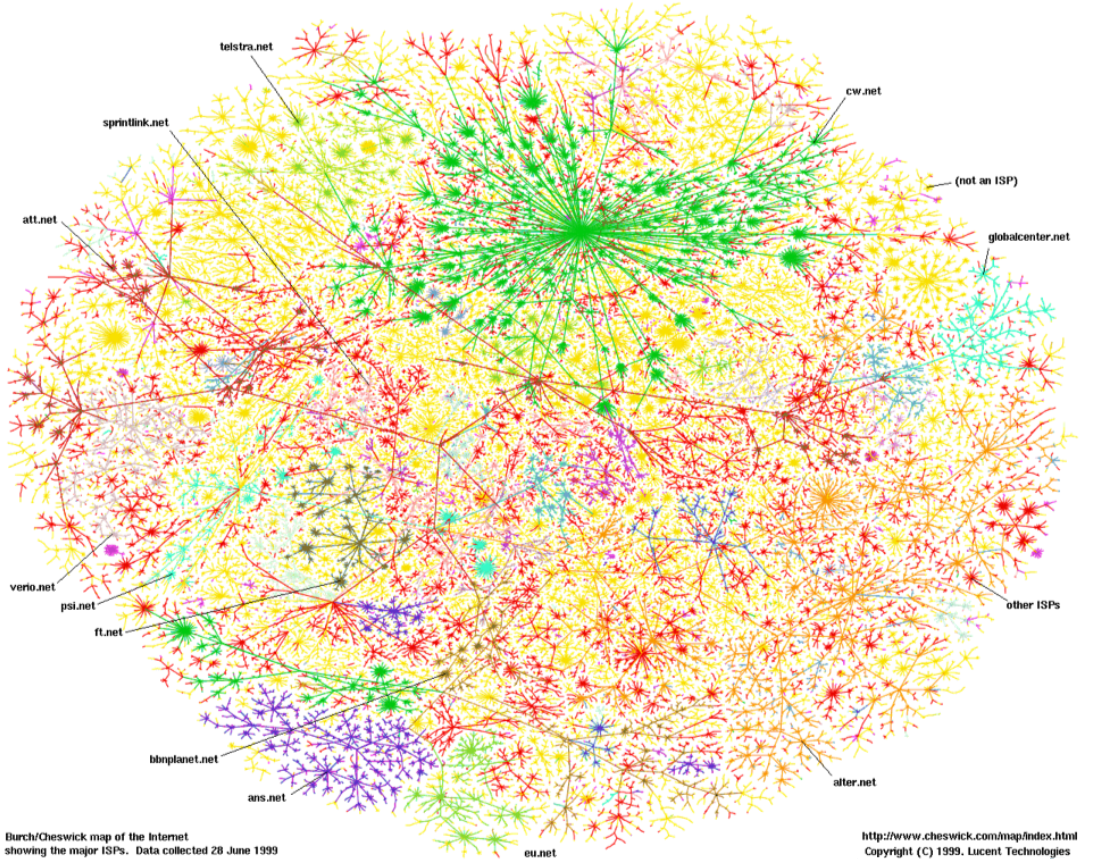 telstra.net
cw.net
sprintlink.net
(not an ISP)
att.net
globalcenter.net
verio.net
psi.net
other ISPs
ft.net
bbnplanet.net
alter.net
ans.net
Burch/Cheswick map of the Internet
showing the major ISPs. Data collected 28 June 1999
eu.net
http://www.cheswick.com/map/index.html
Copyright (C) 1999. Lucent Technologies